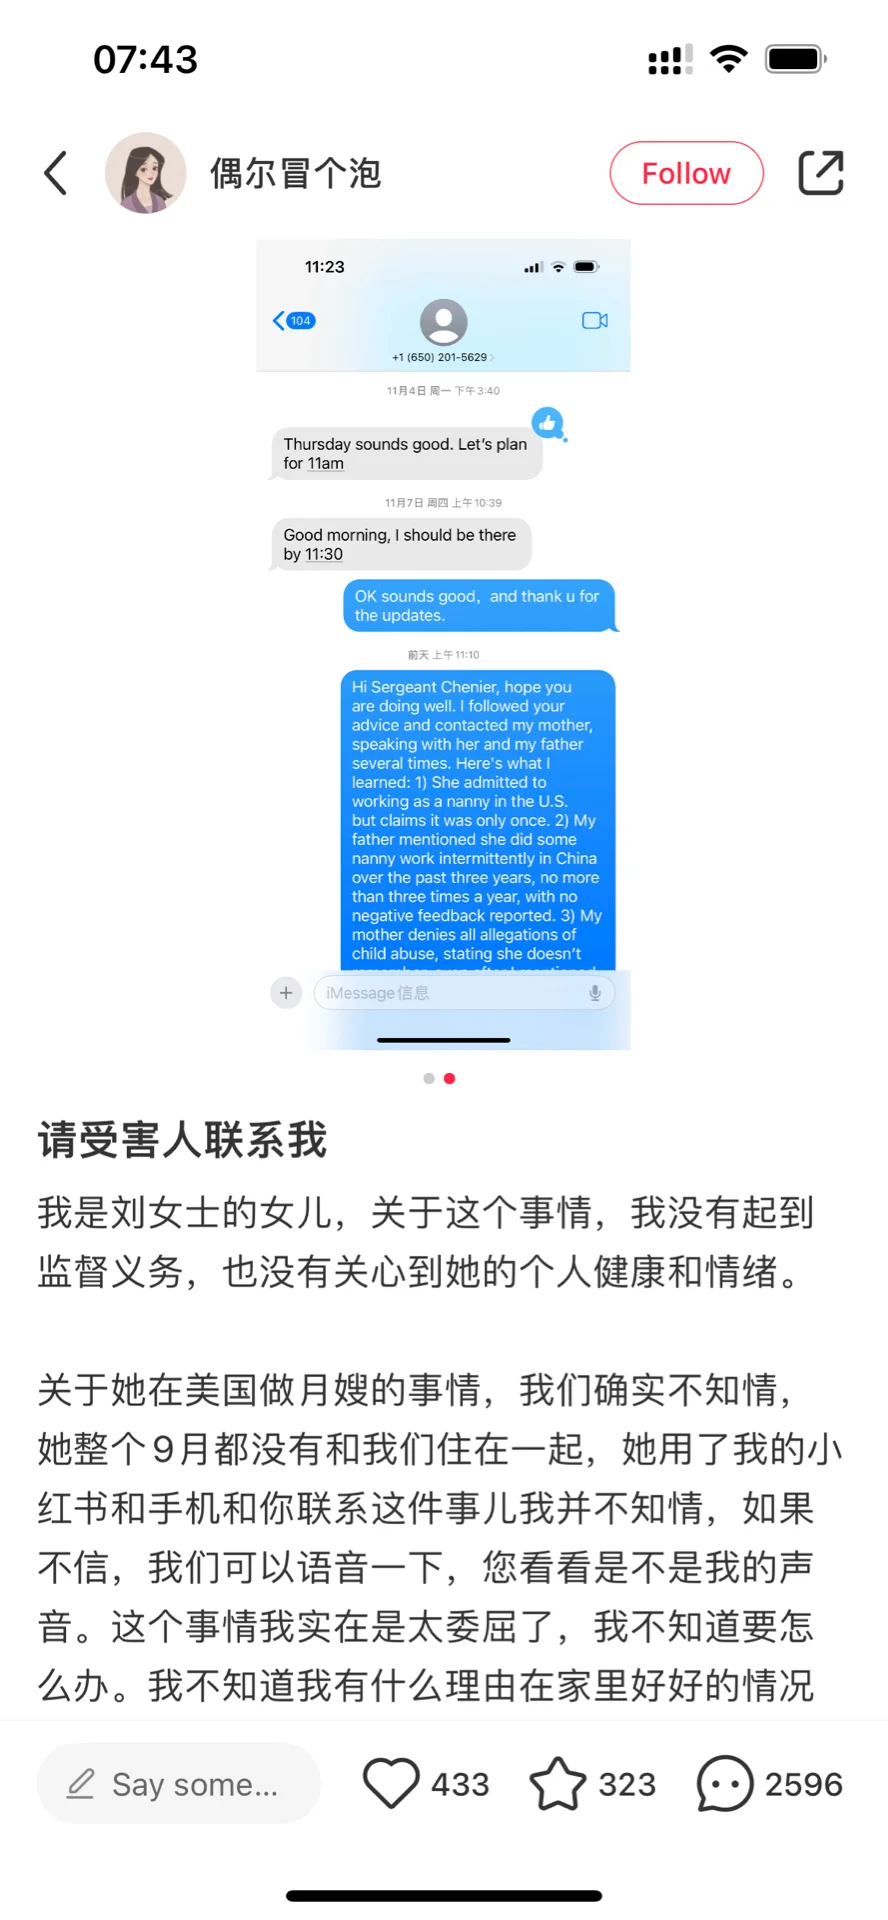 07:43
偶尔冒个泡
Follow
11:23
104
+1 (650) 201-5629
11月4日 周一 下午3:40
Thursday sounds good. Let's plan
for 11am
11月7日 周四 上午10:39
Good morning, I should be there
by 11:30
OK sounds good，and thank u for
the updates.
前天 上午11:10
Hi Sergeant Chenier, hope you
are doing well. I followed your
advice and contacted my mother,
speaking with her and my father
several times. Here's what I
learned: 1) She admitted to
working as a nanny in the U.S.
but claims it was only once. 2) My
father mentioned she did some
nanny work intermittently in China
over the past three years, no more
than three times a year, with no
negative feedback reported. 3) My
mother denies all allegations of
child abuse, stating she doesn't
iMessage信息
请受害人联系我
我是刘女士的女儿，关于这个事情，我没有起到
监督义务，也没有关心到她的个人健康和情绪。
关于她在美国做月嫂的事情，我们确实不知情，
她整个9月都没有和我们住在一起，她用了我的小
红书和手机和你联系这件事儿我并不知情，如果
不信，我们可以语音一下，您看看是不是我的声
音。这个事情我实在是太委屈了，我不知道要怎
么办。我不知道我有什么理由在家里好好的情况
Say some...
433
323
2596